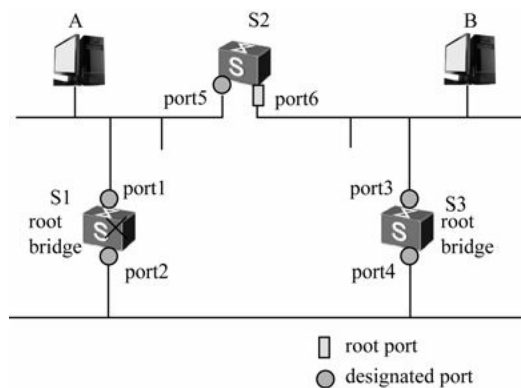 A
S2
B
port5
port6
port1
port3
S1
root
bridge
S3
root
bridge
port2
port4
root port
designated port